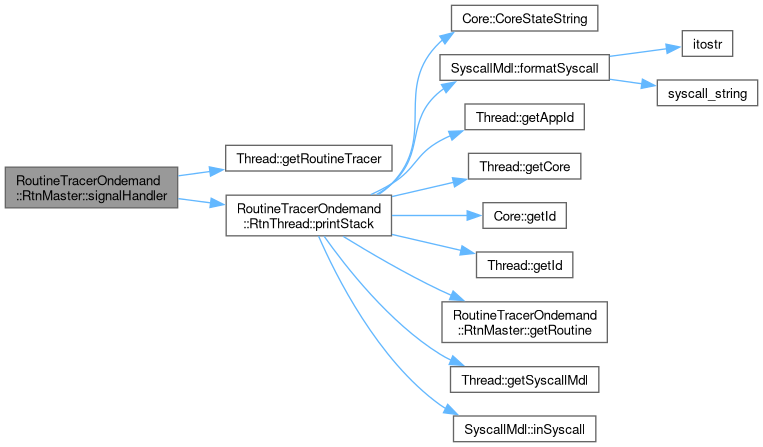 RoutineTracerOndemand
::RtnMaster::signalHandler
Thread::getRoutineTracer
RoutineTracerOndemand
::RtnThread::printStack
Core::CoreStateString
SyscallMdl::formatSyscall
itostr
syscall_string
Thread::getAppId
Thread::getCore
Core::getId
Thread::getId
RoutineTracerOndemand
::RtnMaster::getRoutine
Thread::getSyscallMdl
SyscallMdl::inSyscall